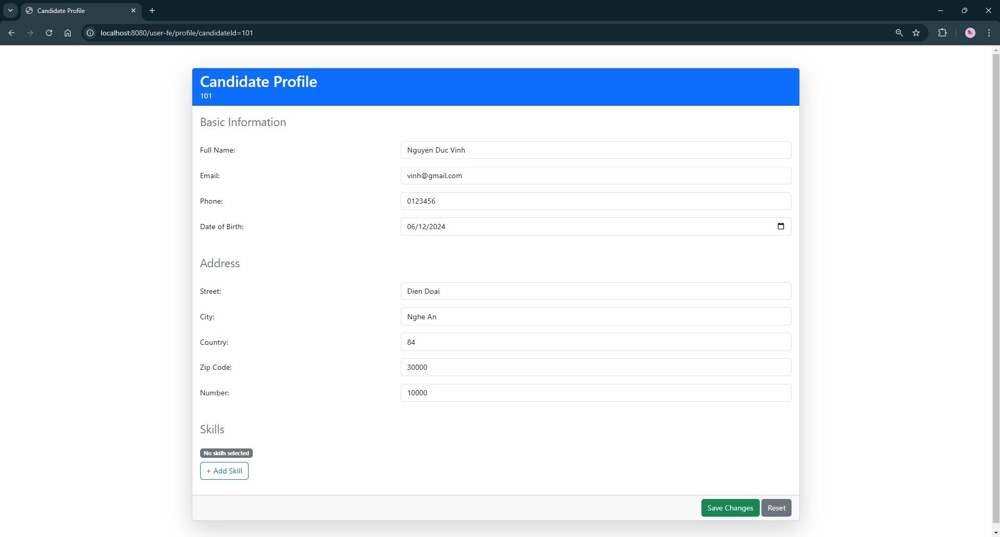 Candidate Profile
localhost:8080/user-fe/profile/candidateId=101
Candidate Profile
101
Basic Information
Full Name: Nguyen Duc Vinh
Email: vinh@gmail.com
Phone: 0123456
Date of Birth: 06/12/2024
Address
Street: Dien Doai
City: Nghe An
Country: 84
Zip Code: 30000
Number: 10000
Skills
No skills selected
+ Add Skill
Save Changes Reset